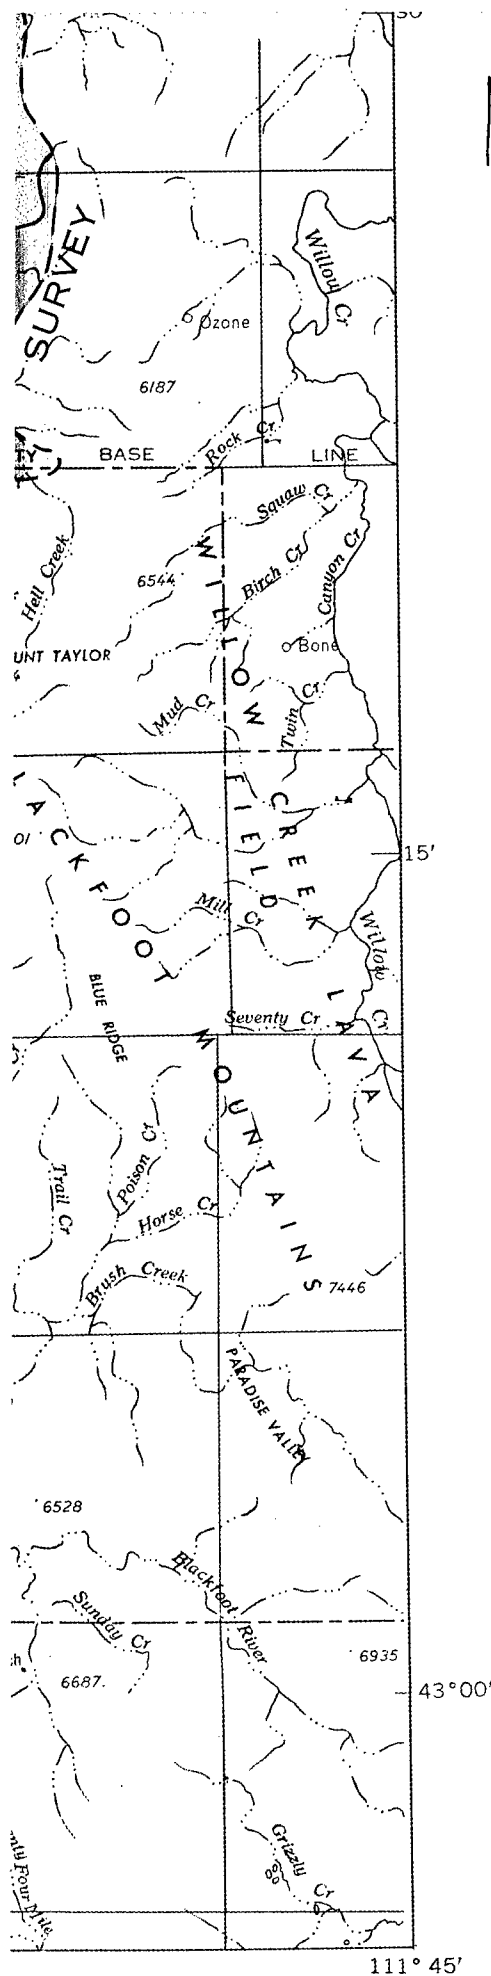 SURVEY
Willow Cr
Ozone
6187
Rock Cr
BASE LINE
Squaw Cr
Hell Creek
6544
WILLOW CREEK LAVA FIELD
Birch Cr
Canyon Cr
Bone
UNT TAYLOR
Mud Cr
Twin Cr
15'
LACKFOOT MOUNTAINS
Mill Cr
Willow Cr
BLUE RIDGE
Seventy Cr
Trail Cr
Poison Cr
Horse Cr
Brush Creek
7446
PARADISE VALLEY
6528
Blackfoot River
Sunday Cr
6935
6687
43°00'
Grizzly Cr
nty Four Mile
111° 45'